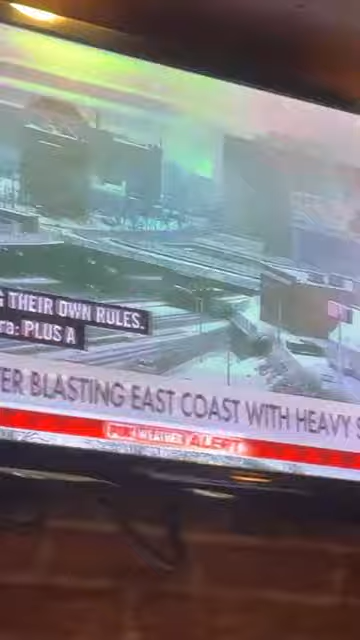 THEIR OWN RULES.
ra: PLUS A
ER BLASTING EAST COAST WITH HEAVY S
WEATHER ALERT